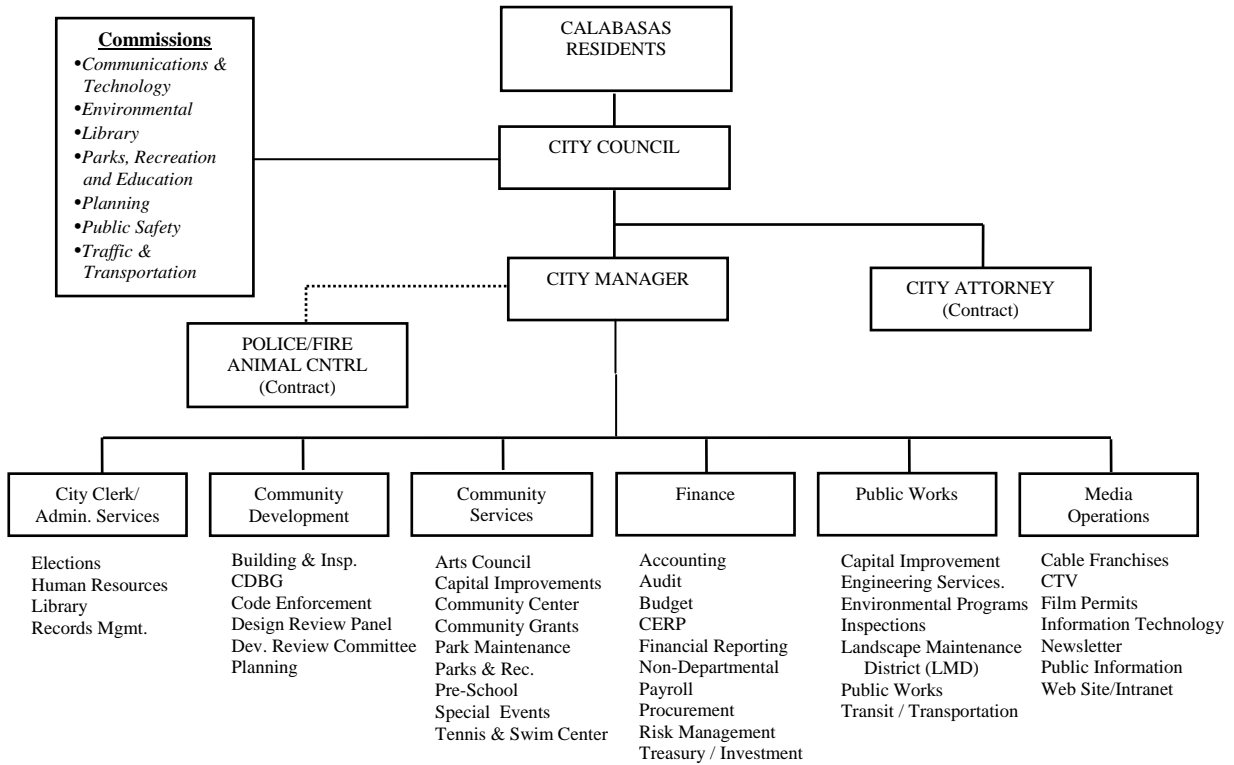 Commissions
•Communications &
Technology
•Environmental
•Library
•Parks, Recreation
and Education
•Planning
•Public Safety
•Traffic &
Transportation
CALABASAS
RESIDENTS
CITY COUNCIL
CITY MANAGER
CITY ATTORNEY
(Contract)
POLICE/FIRE
ANIMAL CNTRL
(Contract)
City Clerk/
Admin. Services
Elections
Human Resources
Library
Records Mgmt.
Community
Development
Building & Insp.
CDBG
Code Enforcement
Design Review Panel
Dev. Review Committee
Planning
Community
Services
Arts Council
Capital Improvements
Community Center
Community Grants
Park Maintenance
Parks & Rec.
Pre-School
Special Events
Tennis & Swim Center
Finance
Accounting
Audit
Budget
CERP
Financial Reporting
Non-Departmental
Payroll
Procurement
Risk Management
Treasury / Investment
Public Works
Capital Improvement
Engineering Services.
Environmental Programs
Inspections
Landscape Maintenance
District (LMD)
Public Works
Transit / Transportation
Media
Operations
Cable Franchises
CTV
Film Permits
Information Technology
Newsletter
Public Information
Web Site/Intranet